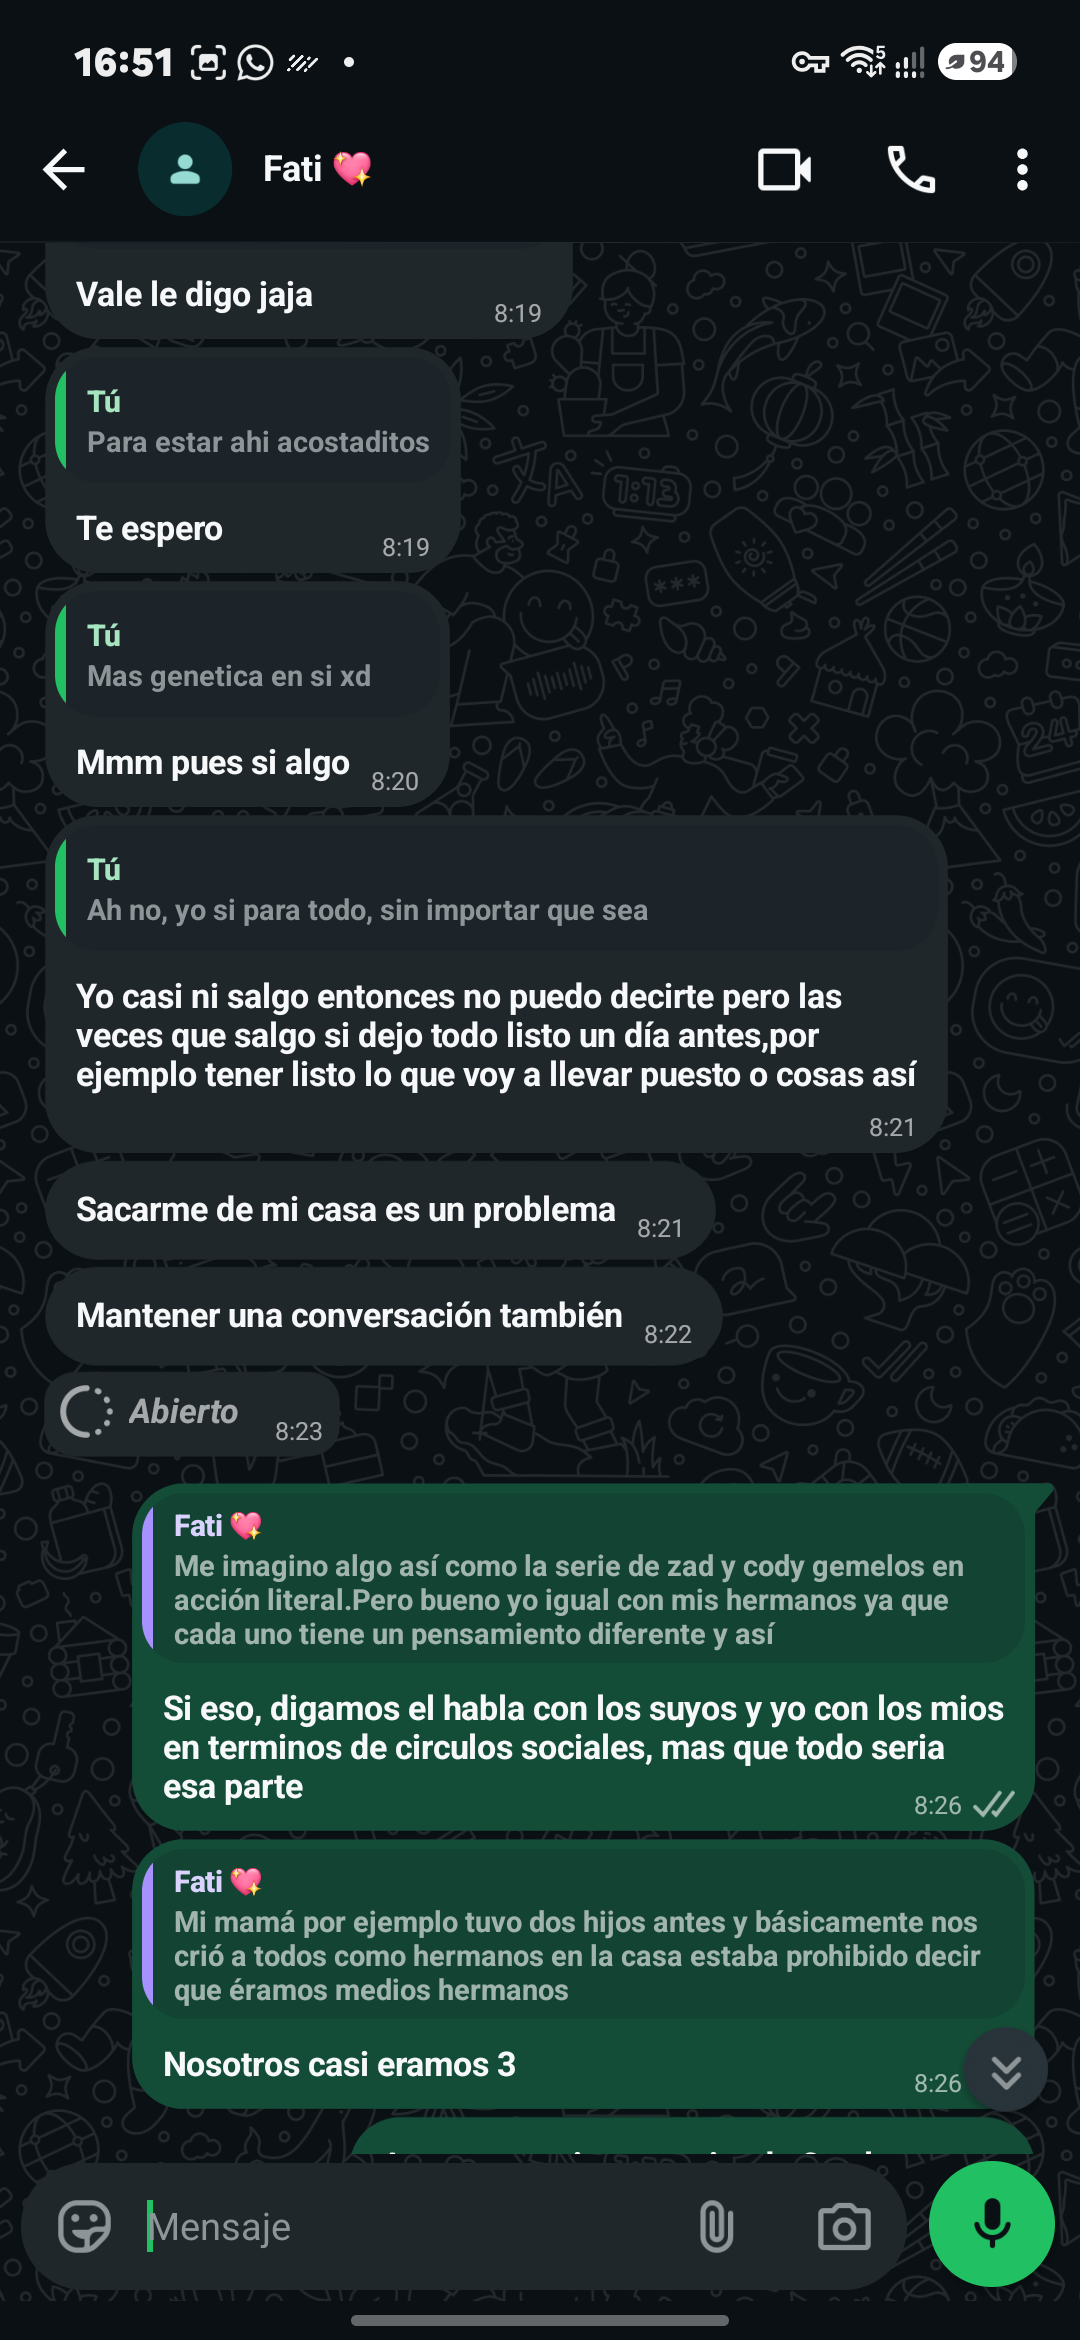 16:51
5
94
Fati 💖
Vale le digo jaja
8:19
Tú
Para estar ahi acostaditos
Te espero
8:19
Tú
Mas genetica en si xd
Mmm pues si algo
8:20
Tú
Ah no, yo si para todo, sin importar que sea
Yo casi ni salgo entonces no puedo decirte pero las
veces que salgo si dejo todo listo un día antes,por
ejemplo tener listo lo que voy a llevar puesto o cosas así
8:21
Sacarme de mi casa es un problema
8:21
Mantener una conversación también
8:22
Abierto
8:23
Fati 💖
Me imagino algo así como la serie de zad y cody gemelos en
acción literal.Pero bueno yo igual con mis hermanos ya que
cada uno tiene un pensamiento diferente y así
Si eso, digamos el habla con los suyos y yo con los mios
en terminos de circulos sociales, mas que todo seria
esa parte
8:26
Fati 💖
Mi mamá por ejemplo tuvo dos hijos antes y básicamente nos
crió a todos como hermanos en la casa estaba prohibido decir
que éramos medios hermanos
Nosotros casi eramos 3
8:26
Mensaje